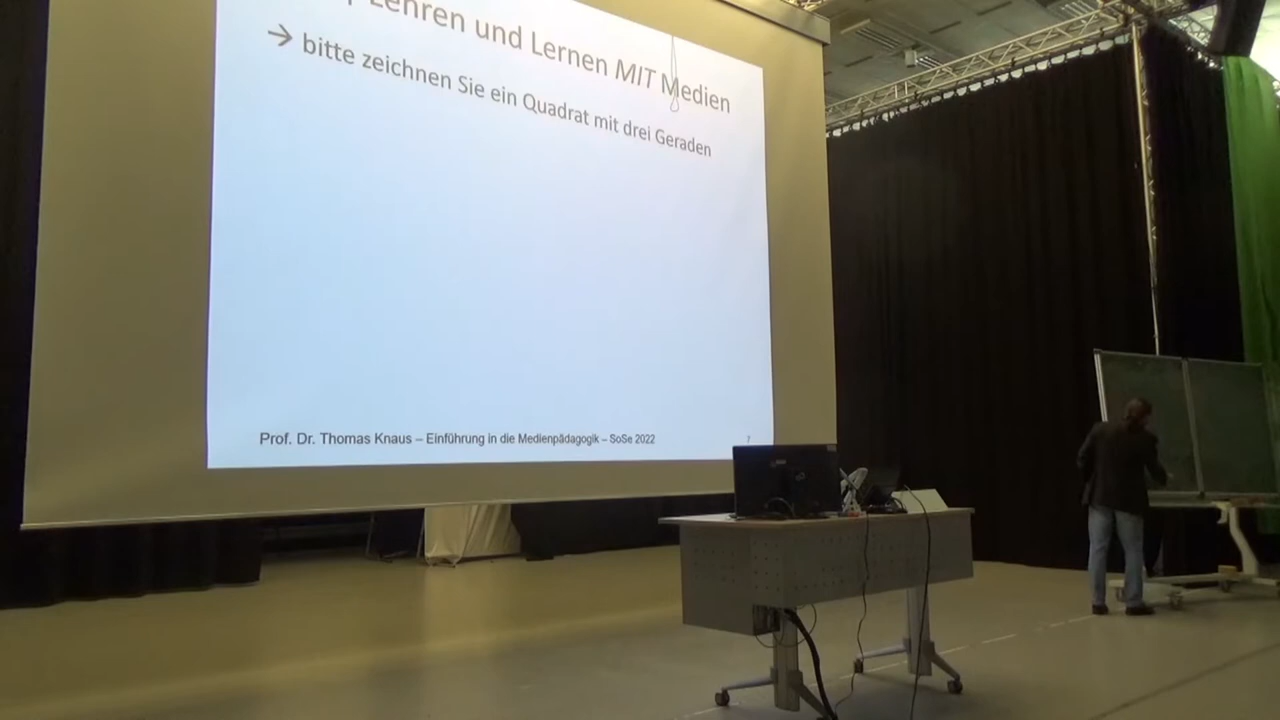 Lehren und Lernen MIT Medien
→ bitte zeichnen Sie ein Quadrat mit drei Geraden
Prof. Dr. Thomas Knaus – Einführung in die Medienpädagogik – SoSe 2022
7